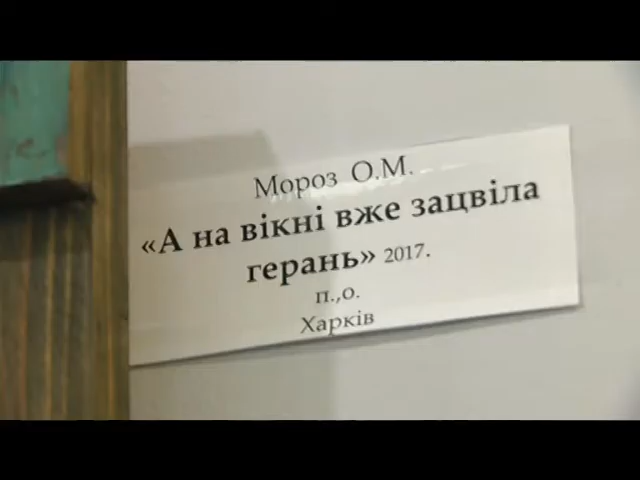 Мороз О.М.
«А на вікні вже зацвіла
герань» 2017.
п.,о.
Харків